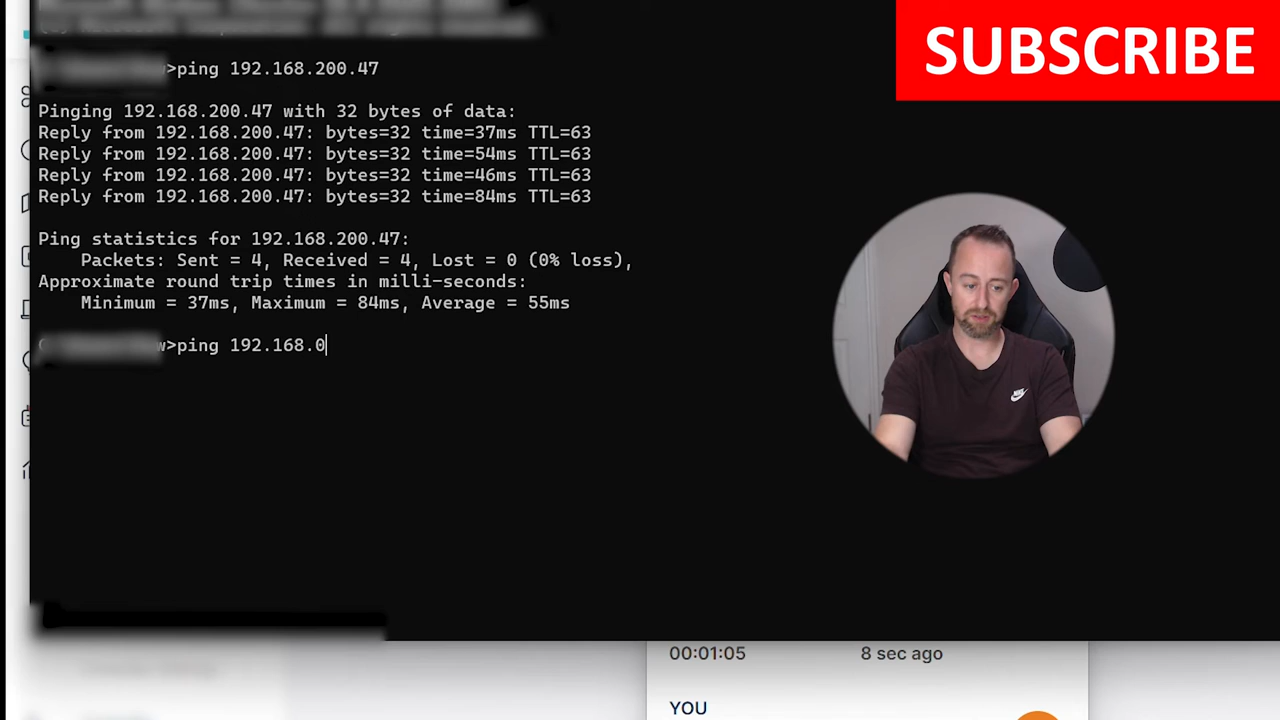 SUBSCRIBE
>ping 192.168.200.47
Pinging 192.168.200.47 with 32 bytes of data:
Reply from 192.168.200.47: bytes=32 time=37ms TTL=63
Reply from 192.168.200.47: bytes=32 time=54ms TTL=63
Reply from 192.168.200.47: bytes=32 time=46ms TTL=63
Reply from 192.168.200.47: bytes=32 time=84ms TTL=63
Ping statistics for 192.168.200.47:
Packets: Sent = 4, Received = 4, Lost = 0 (0% loss),
Approximate round trip times in milli-seconds:
Minimum = 37ms, Maximum = 84ms, Average = 55ms
>ping 192.168.0
00:01:05
8 sec ago
YOU